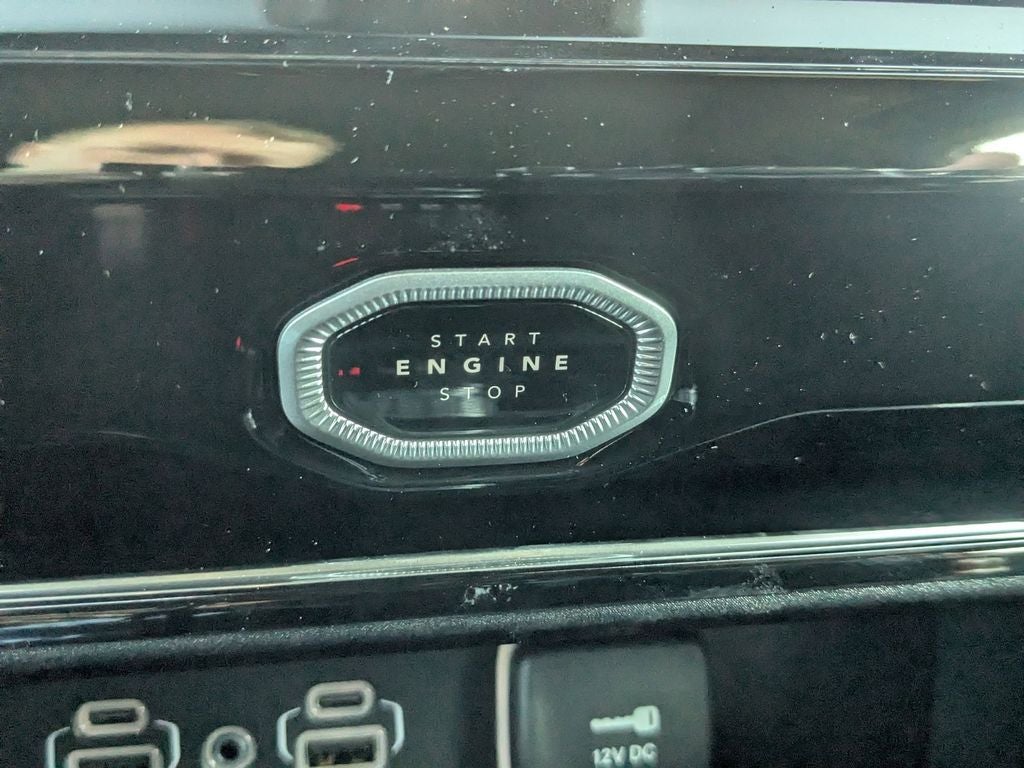 START
ENGINE
STOP
12V DC